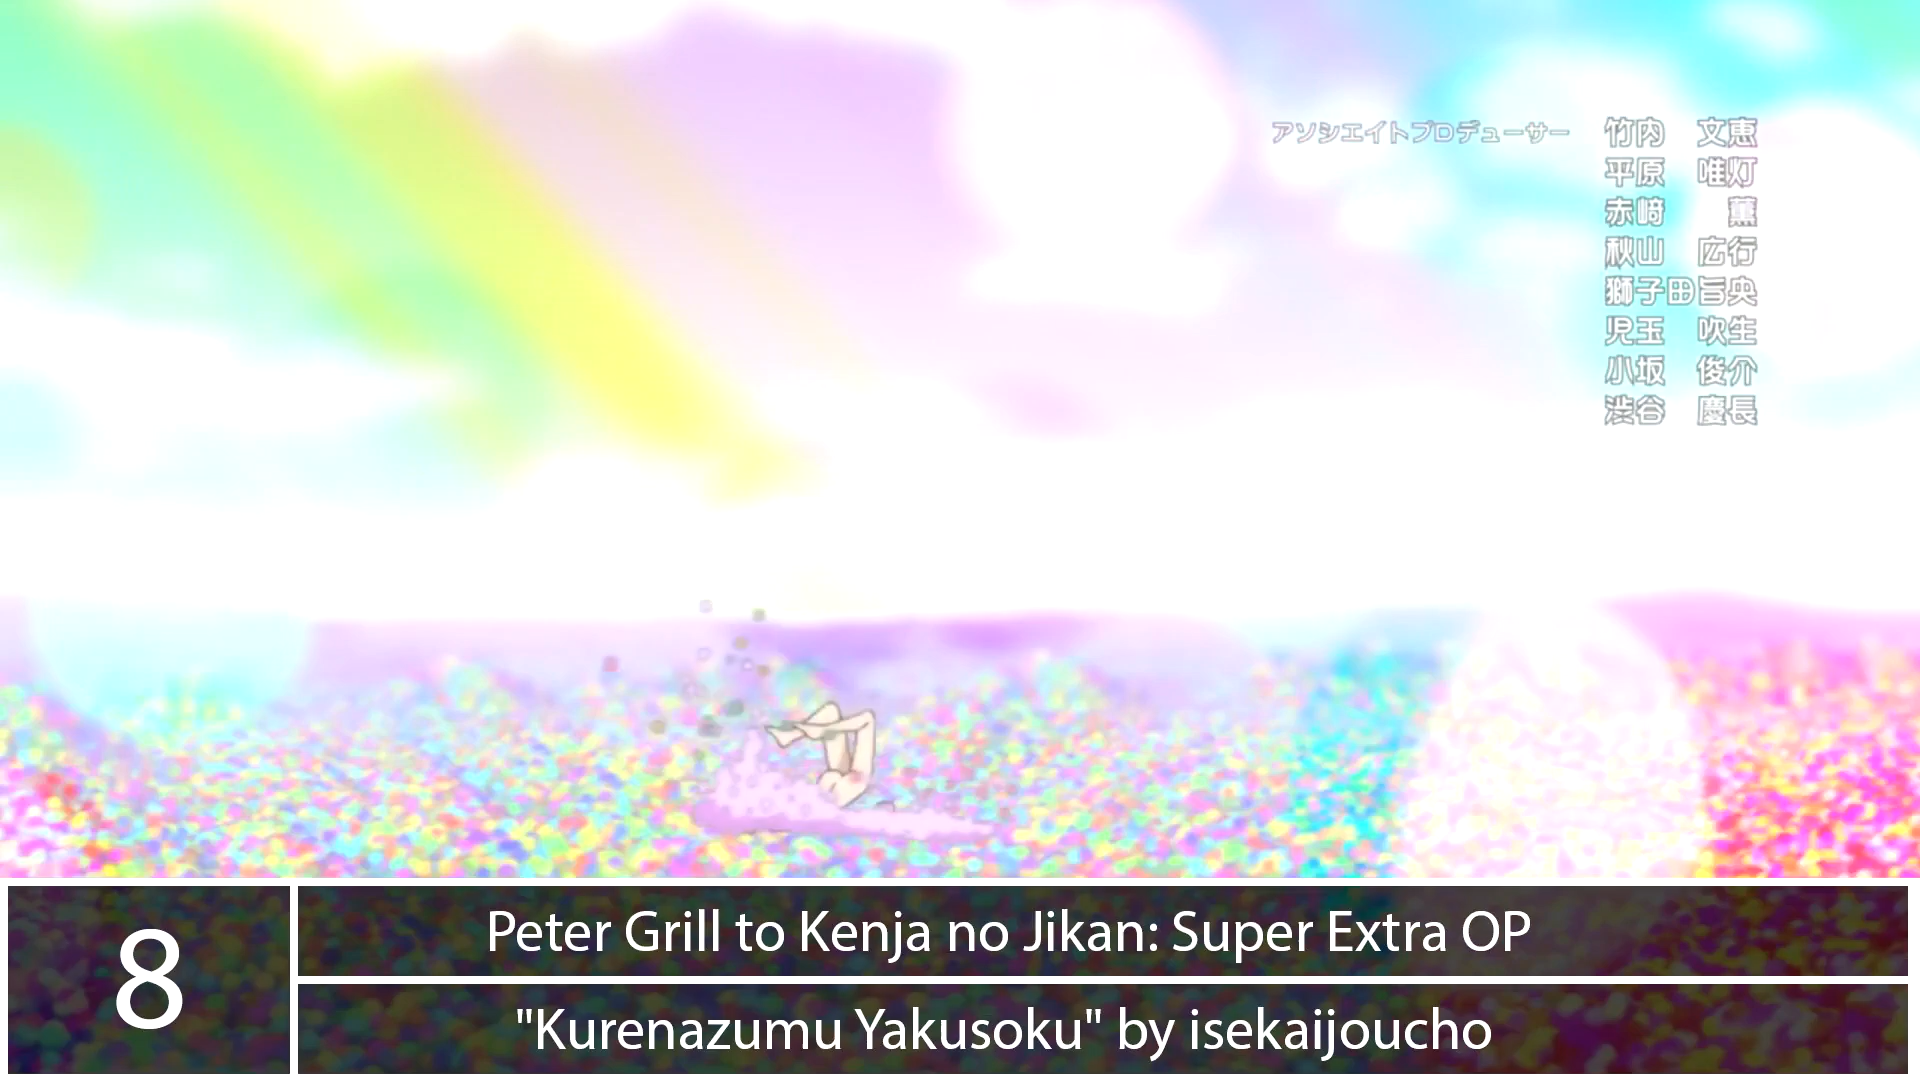 アソシエイトプロデューサー 竹内 文恵
平原 唯灯
赤﨑 薫
秋山 広行
獅子田旨央
児玉 吹生
小坂 俊介
渋谷 慶長
8
Peter Grill to Kenja no Jikan: Super Extra OP
"Kurenazumu Yakusoku" by isekaijoucho